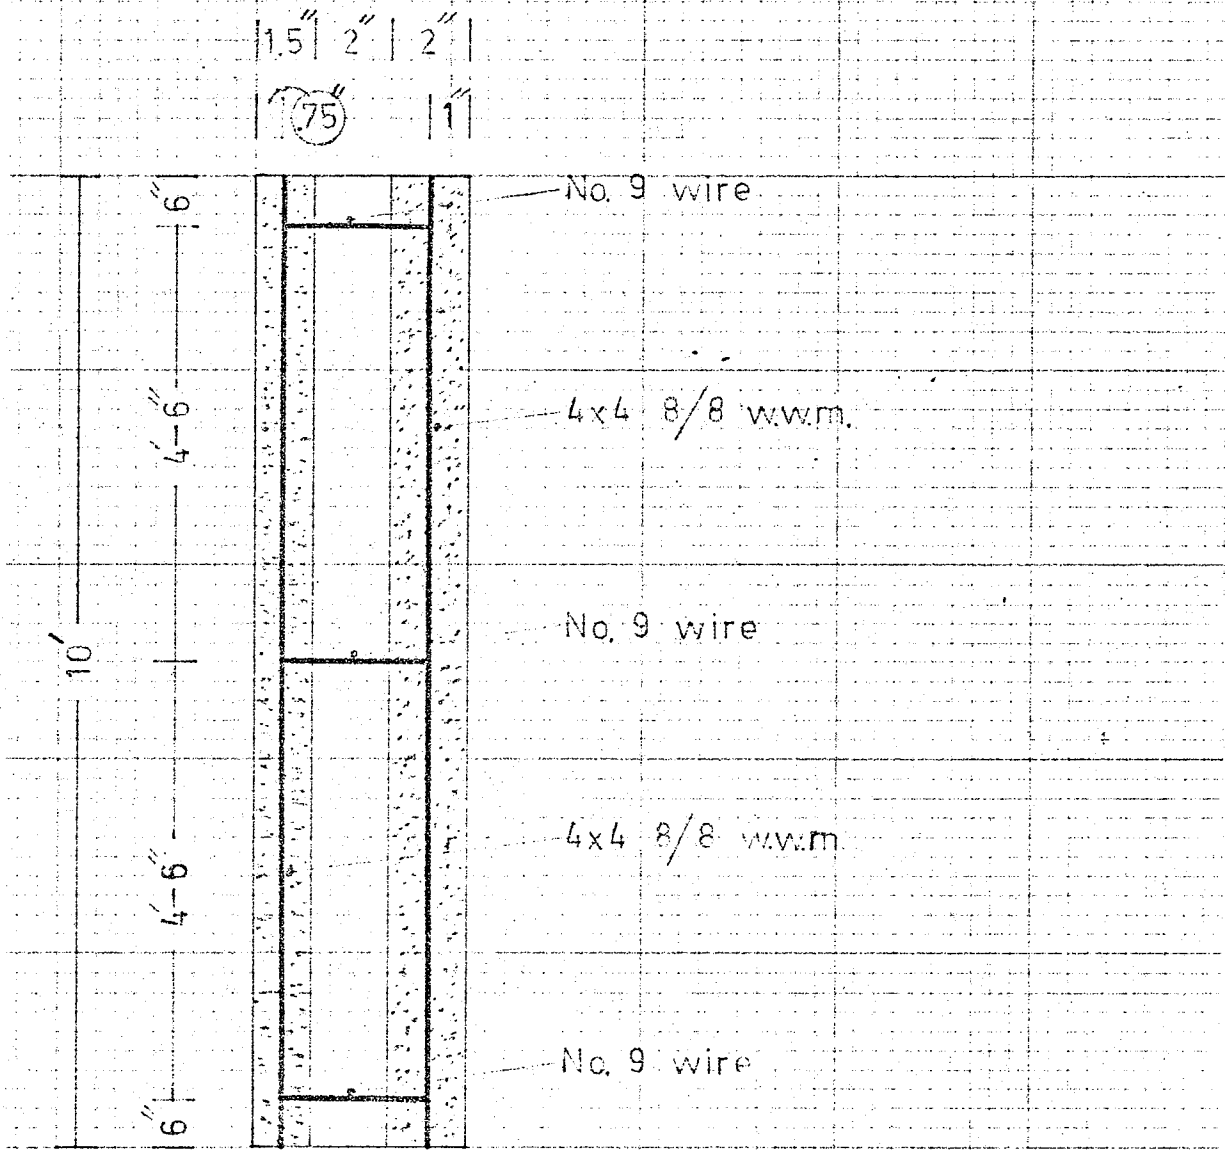 1.5" 2" 2"
.75" 1"
6"
No. 9 wire
4'-6"
4x4 8/8 w.w.m.
10'
No. 9 wire
4'-6"
4x4 8/8 w.w.m
No. 9 wire
6"